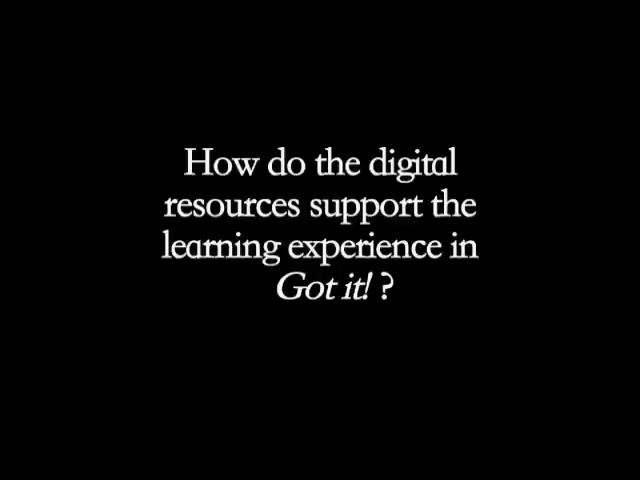 How do the digital
resources support the
learning experience in
Got it! ?